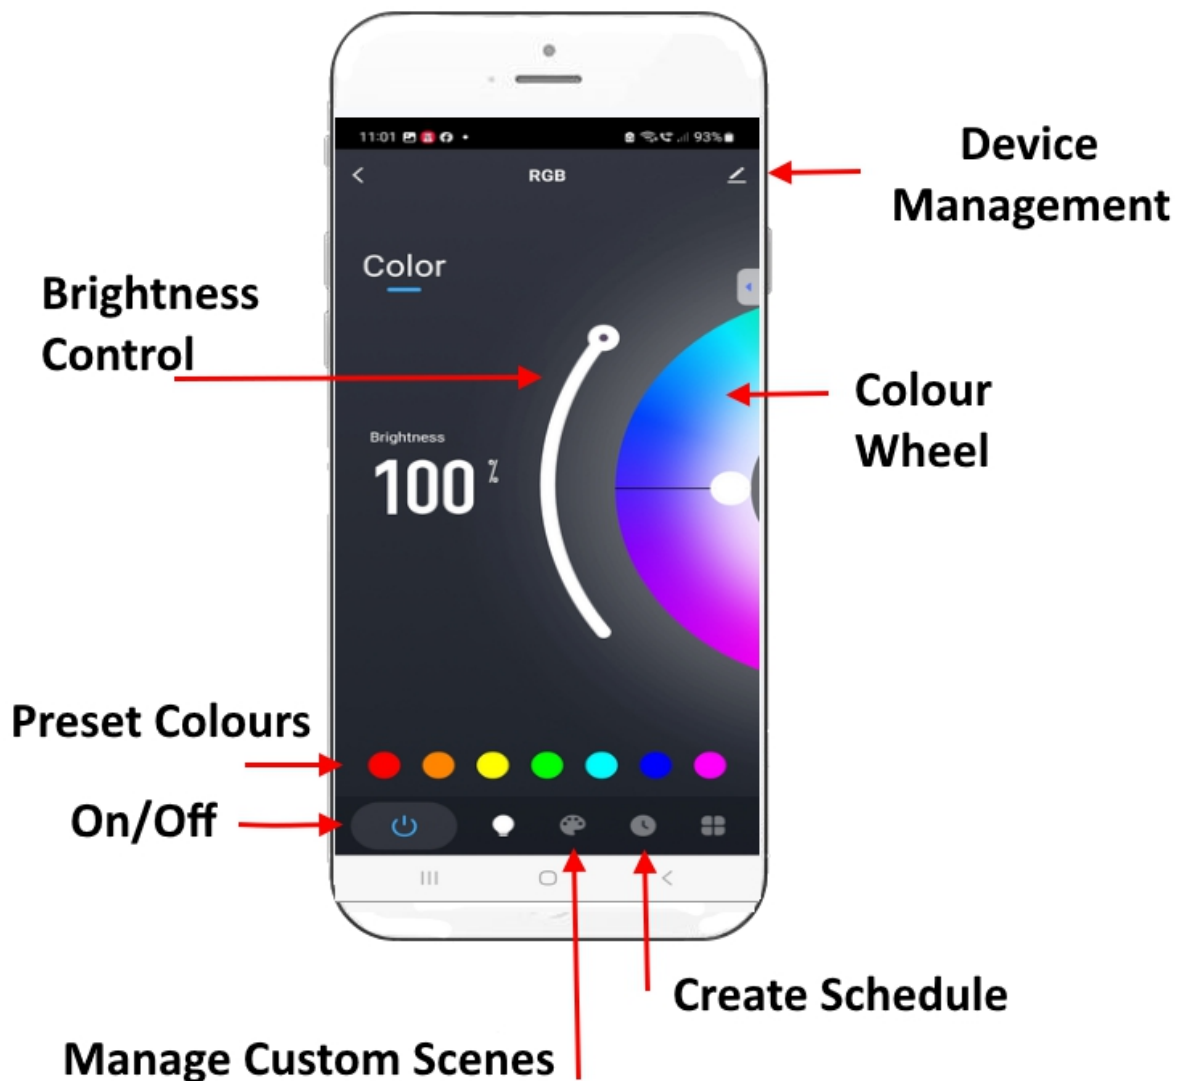 11:01
93%
RGB
Device
Management
Color
Brightness
Control
Colour
Wheel
Brightness
100 %
Preset Colours
On/Off
Create Schedule
Manage Custom Scenes